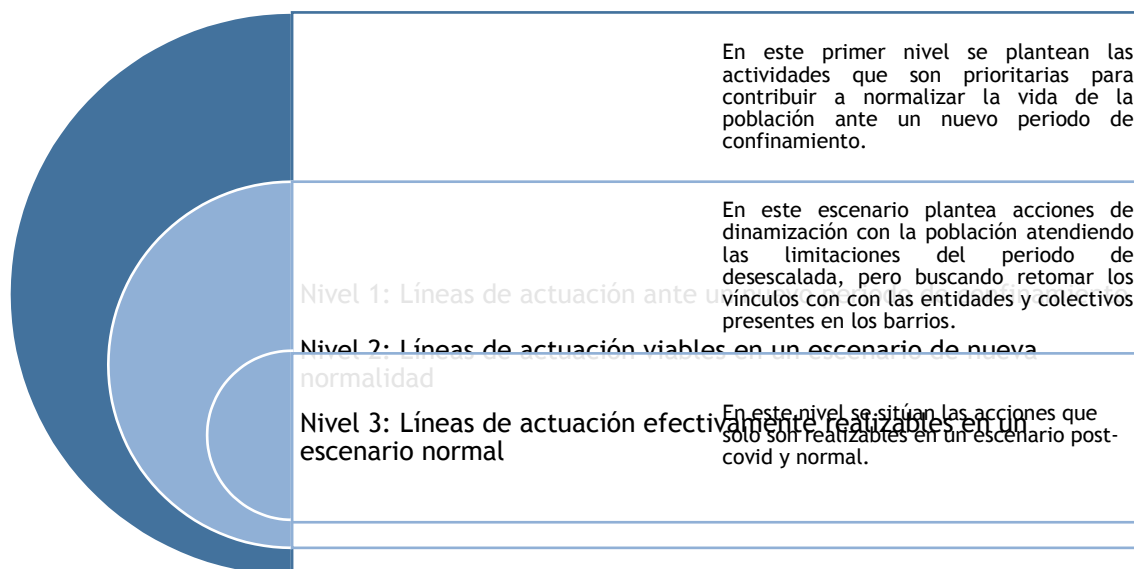 En este primer nivel se plantean las
actividades que son prioritarias para
contribuir a normalizar la vida de la
población ante un nuevo periodo de
confinamiento.
En este escenario plantea acciones de
dinamización con la población atendiendo
las limitaciones del periodo de
desescalada, pero buscando retomar los
vínculos con con las entidades y colectivos
presentes en los barrios.
Nivel 1: Líneas de actuación ante un nuevo periodo de confinamiento
Nivel 2: Líneas de actuación viables en un escenario de nueva
normalidad
Nivel 3: Líneas de actuación efectivamente realizables en un
escenario normal
En este nivel se sitúan las acciones que
solo son realizables en un escenario post-
covid y normal.